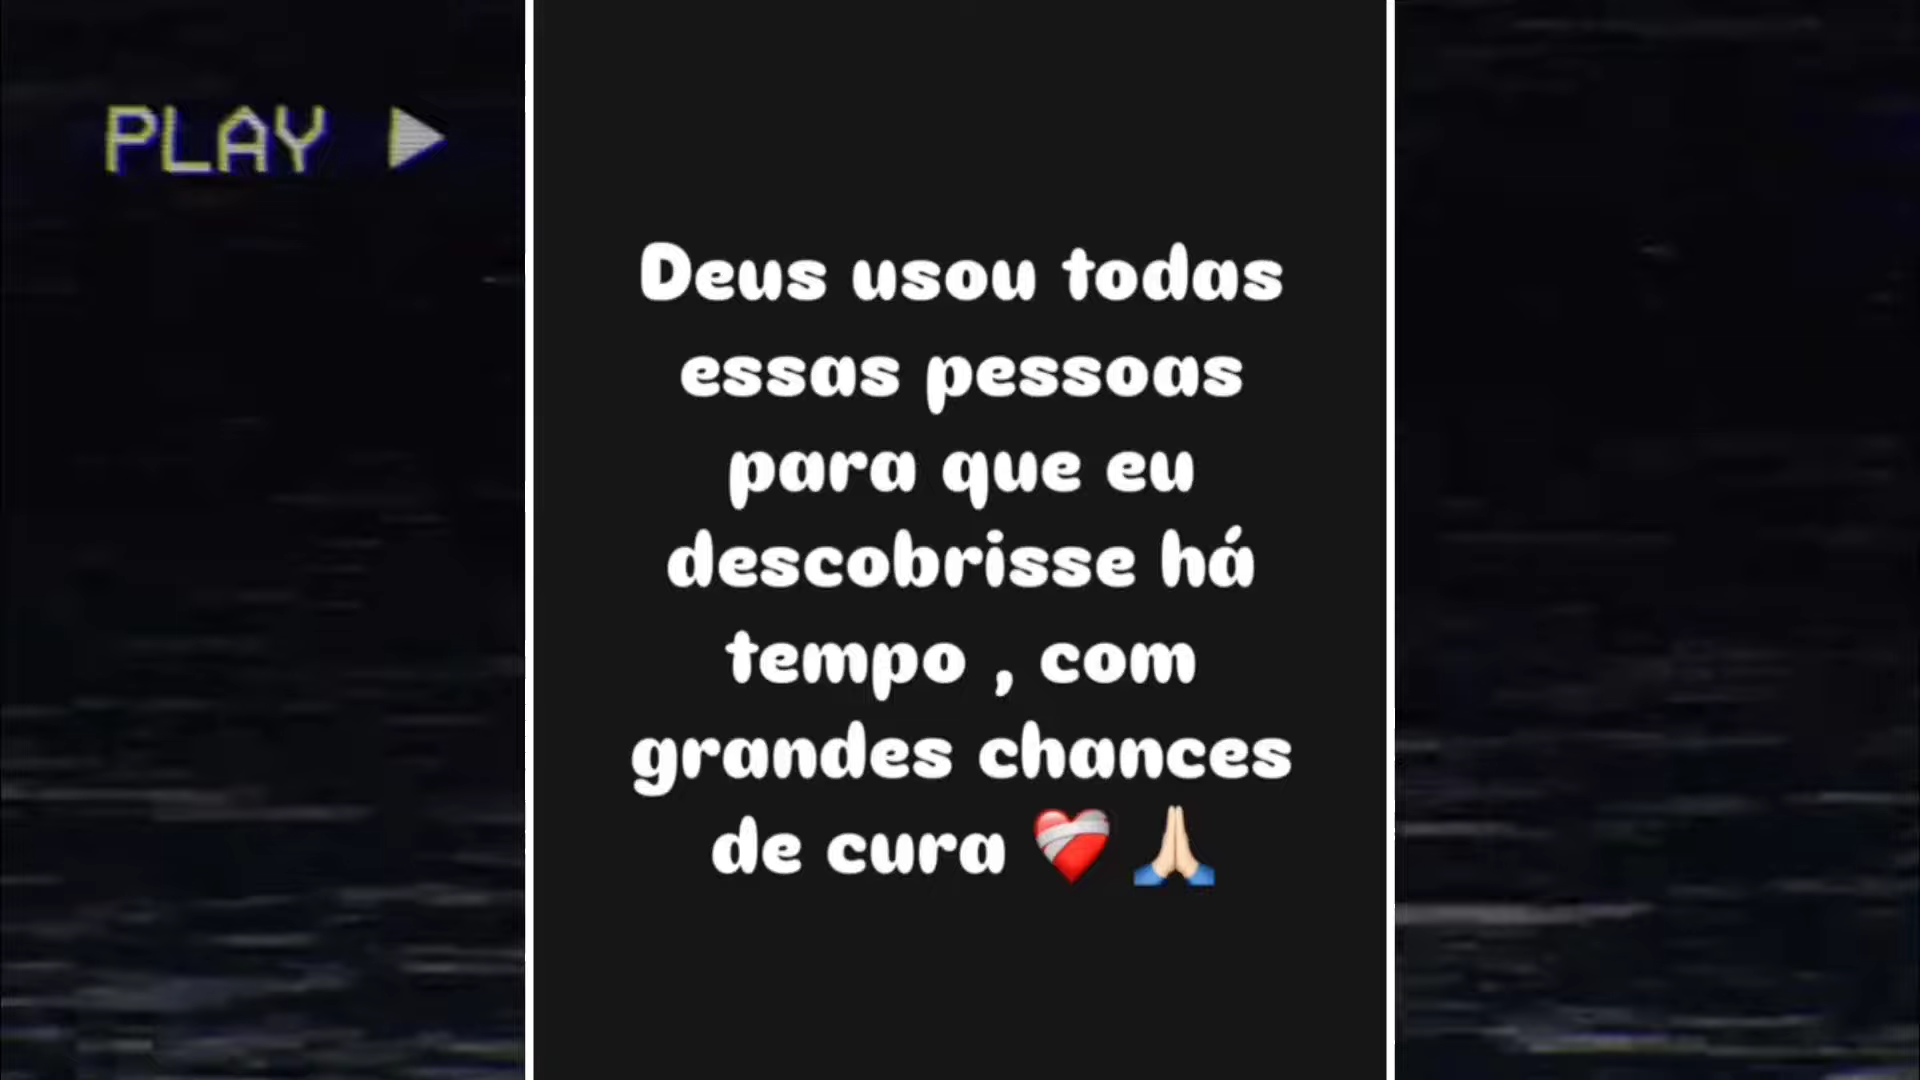 PLAY
Deus usou todas
essas pessoas
para que eu
descobrisse há
tempo , com
grandes chances
de cura ❤️‍🩹 🙏🏻